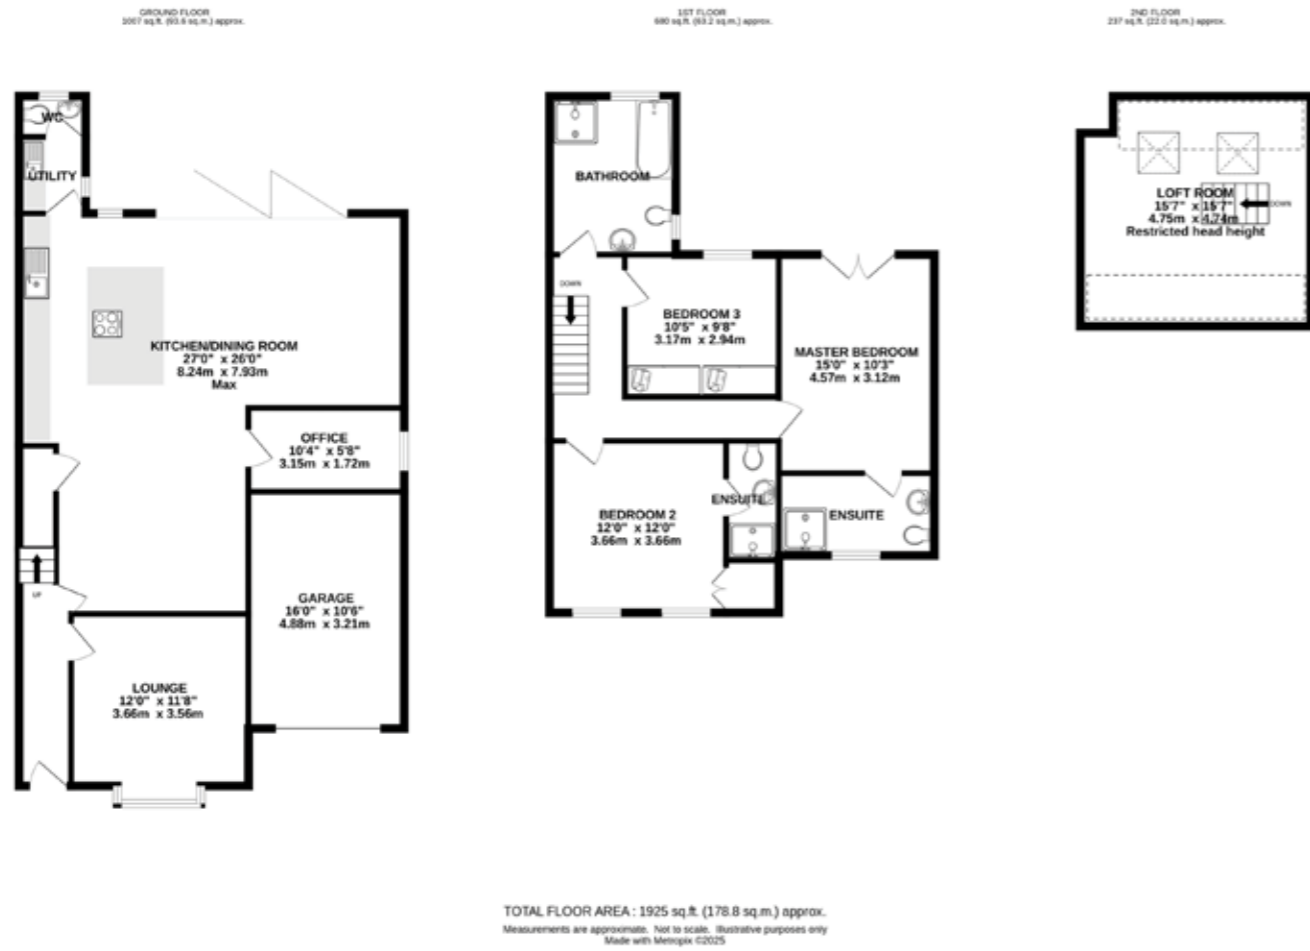 GROUND FLOOR
1007 sq.ft. (93.6 sq.m.) approx.
WC
UTILITY
KITCHEN/DINING ROOM
27'0" x 26'0"
8.24m x 7.93m
Max
OFFICE
10'4" x 5'8"
3.15m x 1.72m
UP
GARAGE
16'0" x 10'6"
4.88m x 3.21m
LOUNGE
12'0" x 11'8"
3.66m x 3.56m
1ST FLOOR
680 sq.ft. (63.2 sq.m.) approx.
BATHROOM
DOWN
BEDROOM 3
10'5" x 9'8"
3.17m x 2.94m
MASTER BEDROOM
15'0" x 10'3"
4.57m x 3.12m
BEDROOM 2
12'0" x 12'0"
3.66m x 3.66m
ENSUITE
ENSUITE
2ND FLOOR
237 sq.ft. (22.0 sq.m.) approx.
LOFT ROOM
15'7" x 15'7"
4.75m x 4.74m
Restricted head height
DOWN
TOTAL FLOOR AREA : 1925 sq.ft. (178.8 sq.m.) approx.
Measurements are approximate. Not to scale. Illustrative purposes only
Made with Metropix ©2025